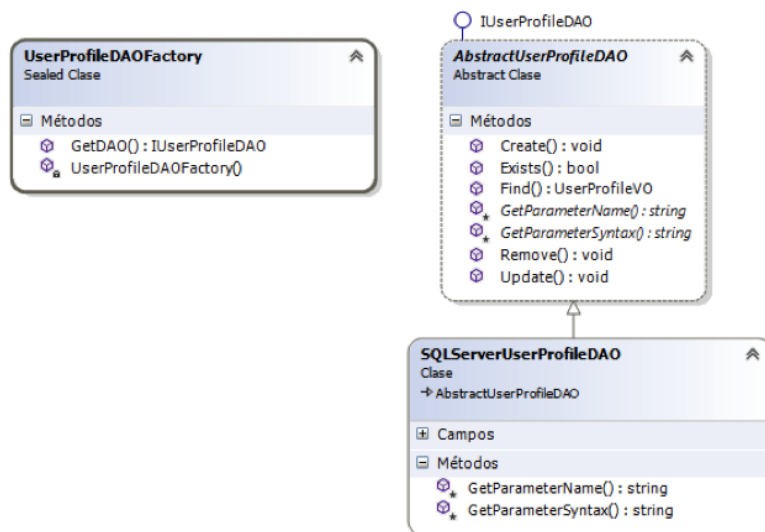 UserProfileDAOFactory
Sealed Clase
Métodos
GetDAO() : IUserProfileDAO
UserProfileDAOFactory()
IUserProfileDAO
AbstractUserProfileDAO
Abstract Clase
Métodos
Create() : void
Exists() : bool
Find() : UserProfileVO
GetParameterName() : string
GetParameterSyntax() : string
Remove() : void
Update() : void
SQLServerUserProfileDAO
Clase
AbstractUserProfileDAO
Campos
Métodos
GetParameterName() : string
GetParameterSyntax() : string